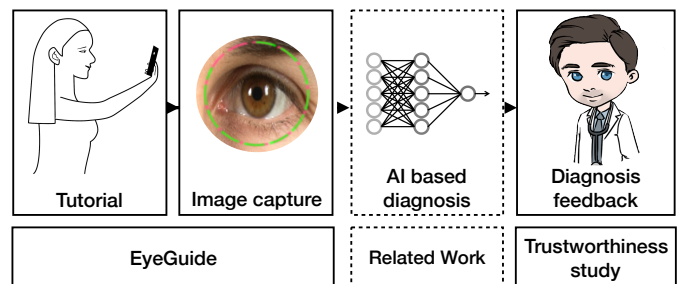 Tutorial
Image capture
AI based
diagnosis
Diagnosis
feedback
EyeGuide
Related Work
Trustworthiness
study